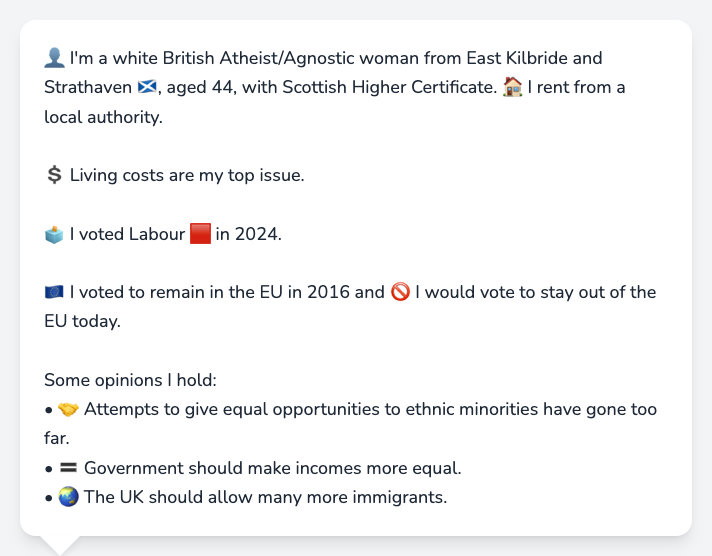 👤 I'm a white British Atheist/Agnostic woman from East Kilbride and
Strathaven 🏴󠁧󠁢󠁳󠁣󠁴󠁿, aged 44, with Scottish Higher Certificate. 🏠 I rent from a
local authority.
💲 Living costs are my top issue.
🗳️ I voted Labour 🟥 in 2024.
🇪🇺 I voted to remain in the EU in 2016 and 🚫 I would vote to stay out of the
EU today.
Some opinions I hold:
• 🤝 Attempts to give equal opportunities to ethnic minorities have gone too
far.
• 🟰 Government should make incomes more equal.
• 🌏 The UK should allow many more immigrants.